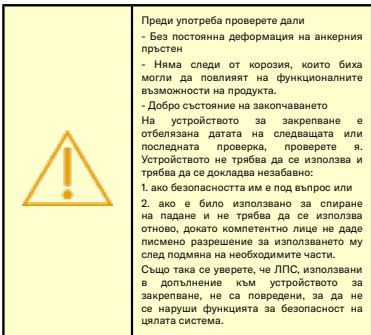 Преди употреба проверете дали
- Без постоянна деформация на анкерния
пръстен
- Няма следи от корозия, които биха
могли да повлияят на функционалните
възможности на продукта.
- Добро състояние на закопчаването
На устройството за закрепване е
отбелязана датата на следващата или
последната проверка, проверете я.
Устройството не трябва да се използва и
трябва да се докладва незабавно:
1. ако безопасността им е под въпрос или
2. ако е било използвано за спиране
на падане и не трябва да се използва
отново, докато компетентно лице не даде
писмено разрешение за използването му
след подмяна на необходимите части.
Също така се уверете, че ЛПС, използвани
в допълнение към устройството за
закрепване, не са повредени, за да не
се наруши функцията за безопасност на
цялата система.